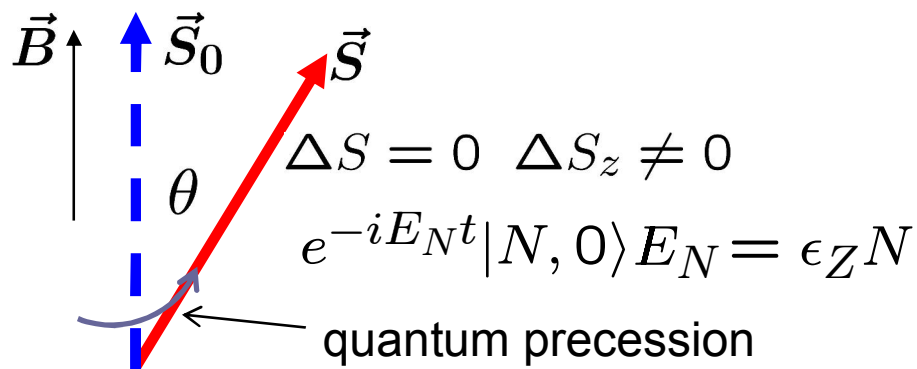 B⃗ S⃗₀ S⃗
θ ΔS = 0 ΔS_z ≠ 0
e^{-iE_N t}|N, 0⟩ E_N = ϵ_Z N
quantum precession